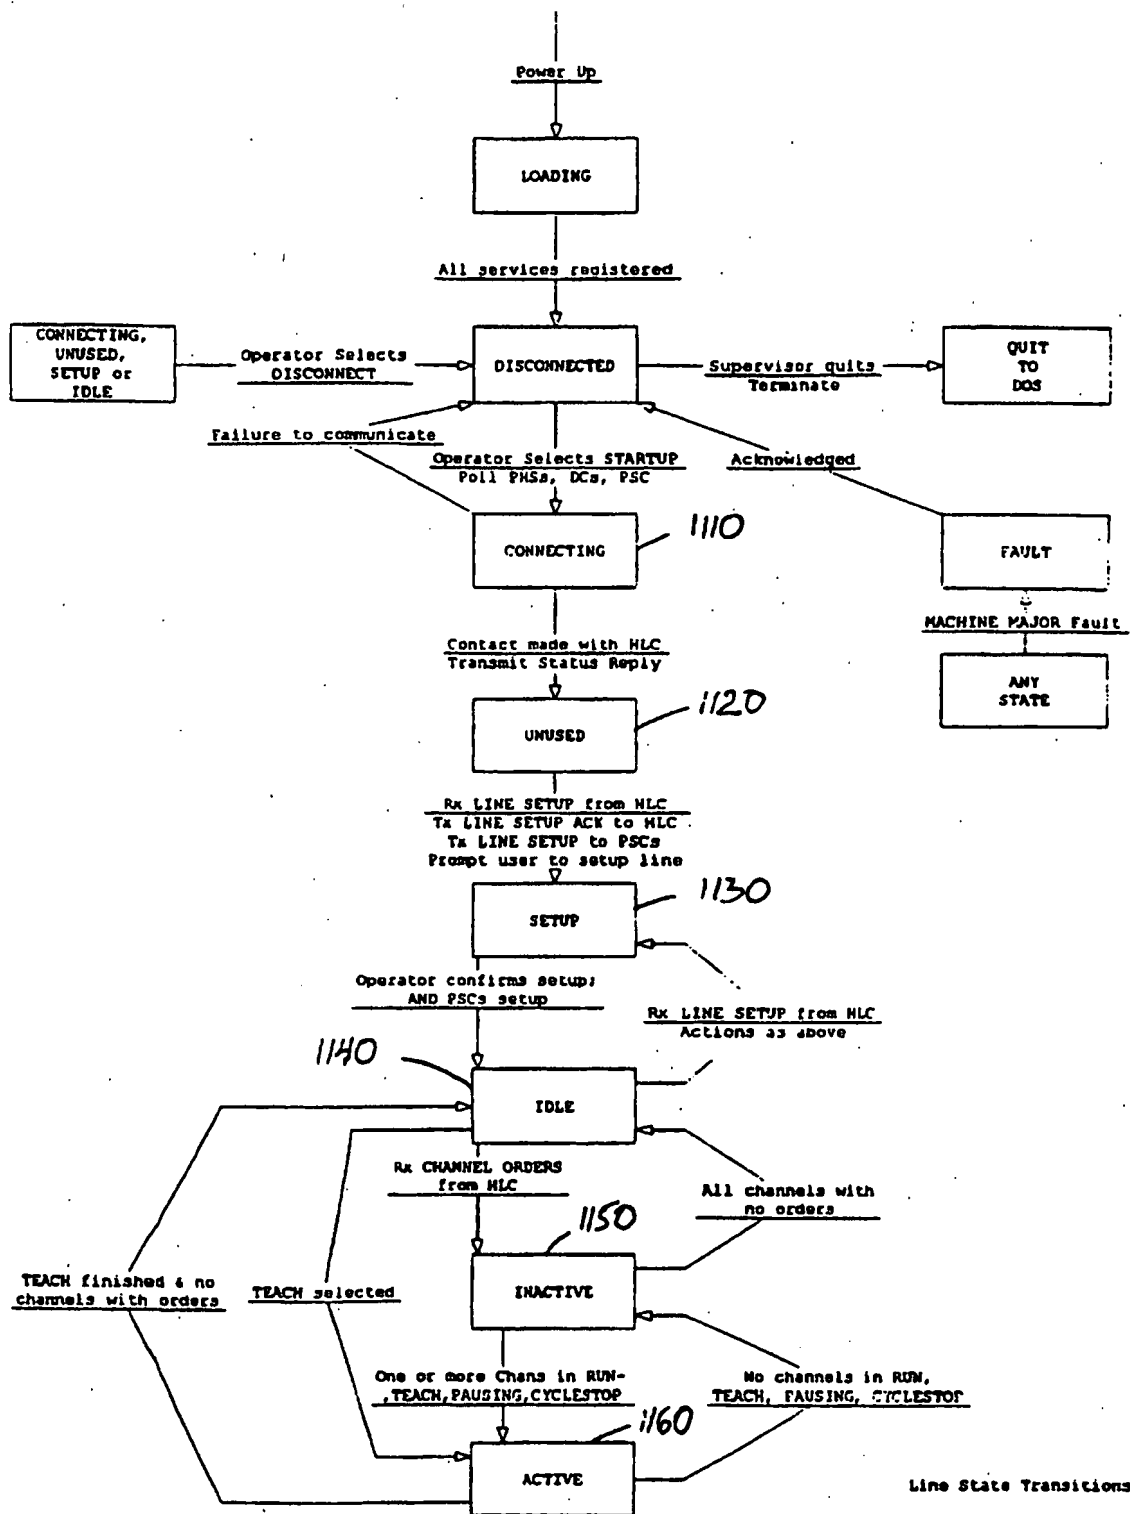 Power Up
LOADING
All services registered
CONNECTING,
UNUSED,
SETUP or
IDLE
Operator Selects
DISCONNECT
DISCONNECTED
Supervisor quits
Terminate
QUIT
TO
DOS
Failure to communicate
Operator Selects STARTUP
Poll PHSs, DCs, PSC
Acknowledged
CONNECTING
1110
FAULT
MACHINE MAJOR Fault
ANY
STATE
Contact made with HLC
Transmit Status Reply
UNUSED
1120
Rx LINE SETUP from HLC
Tx LINE SETUP ACK to HLC
Tx LINE SETUP to PSCs
Prompt user to setup line
SETUP
1130
Operator confirms setup;
AND PSCs setup
Rx LINE SETUP from HLC
Actions as above
1140
IDLE
Rx CHANNEL ORDERS
from HLC
All channels with
no orders
1150
INACTIVE
TEACH finished & no
channels with orders
TEACH selected
One or more Chans in RUN-
,TEACH,PAUSING,CYCLESTOP
No channels in RUN,
TEACH, PAUSING, CYCLESTOP
1160
ACTIVE
Line State Transitions